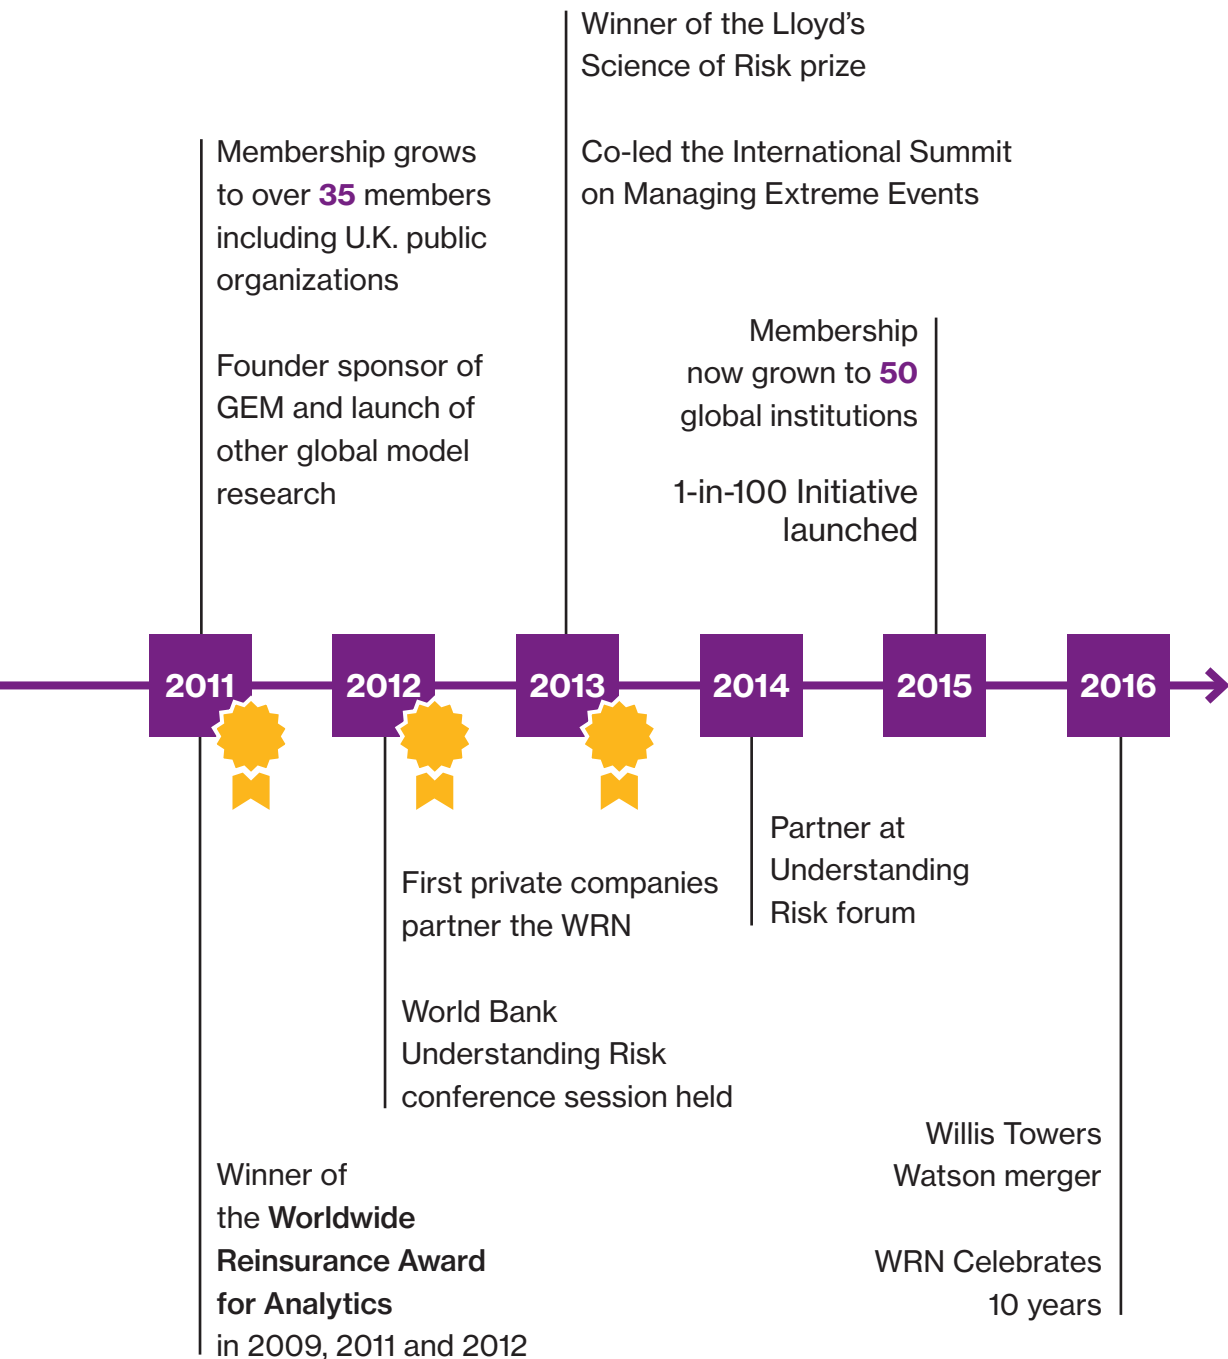 Winner of the Lloyd’s
Science of Risk prize
Co-led the International Summit
on Managing Extreme Events
Membership grows
to over 35 members
including U.K. public
organizations
Founder sponsor of
GEM and launch of
other global model
research
Membership
now grown to 50
global institutions
1-in-100 Initiative
launched
2011
2012
2013
2014
2015
2016
Partner at
Understanding
Risk forum
First private companies
partner the WRN
World Bank
Understanding Risk
conference session held
Winner of
the Worldwide
Reinsurance Award
for Analytics
in 2009, 2011 and 2012
Willis Towers
Watson merger
WRN Celebrates
10 years